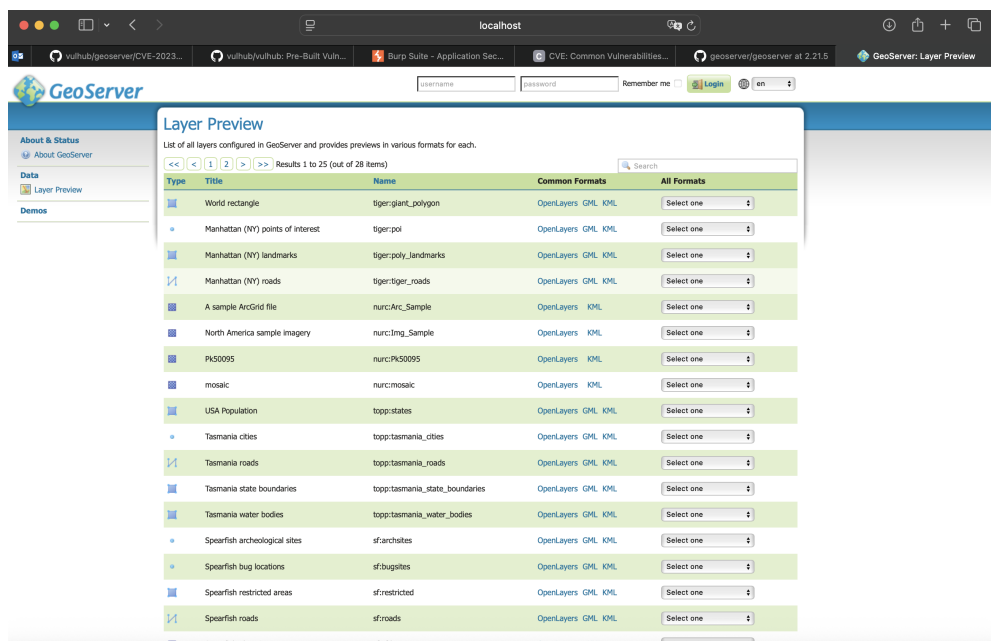 localhost
vulhub/geoserver/CVE-2023...
vulhub/vulhub: Pre-Built Vuln...
Burp Suite - Application Sec...
CVE: Common Vulnerabilities...
geoserver/geoserver at 2.21.5
GeoServer: Layer Preview
GeoServer
username
password
Remember me
Login
en
About & Status
About GeoServer
Data
Layer Preview
Demos
Layer Preview
List of all layers configured in GeoServer and provides previews in various formats for each.
<< < 1 2 > >> Results 1 to 25 (out of 28 items)
Search
Type Title Name Common Formats All Formats
World rectangle tiger:giant_polygon OpenLayers GML KML Select one
Manhattan (NY) points of interest tiger:poi OpenLayers GML KML Select one
Manhattan (NY) landmarks tiger:poly_landmarks OpenLayers GML KML Select one
Manhattan (NY) roads tiger:tiger_roads OpenLayers GML KML Select one
A sample ArcGrid file nurc:Arc_Sample OpenLayers KML Select one
North America sample imagery nurc:Img_Sample OpenLayers KML Select one
Pk50095 nurc:Pk50095 OpenLayers KML Select one
mosaic nurc:mosaic OpenLayers KML Select one
USA Population topp:states OpenLayers GML KML Select one
Tasmania cities topp:tasmania_cities OpenLayers GML KML Select one
Tasmania roads topp:tasmania_roads OpenLayers GML KML Select one
Tasmania state boundaries topp:tasmania_state_boundaries OpenLayers GML KML Select one
Tasmania water bodies topp:tasmania_water_bodies OpenLayers GML KML Select one
Spearfish archeological sites sf:archsites OpenLayers GML KML Select one
Spearfish bug locations sf:bugsites OpenLayers GML KML Select one
Spearfish restricted areas sf:restricted OpenLayers GML KML Select one
Spearfish roads sf:roads OpenLayers GML KML Select one